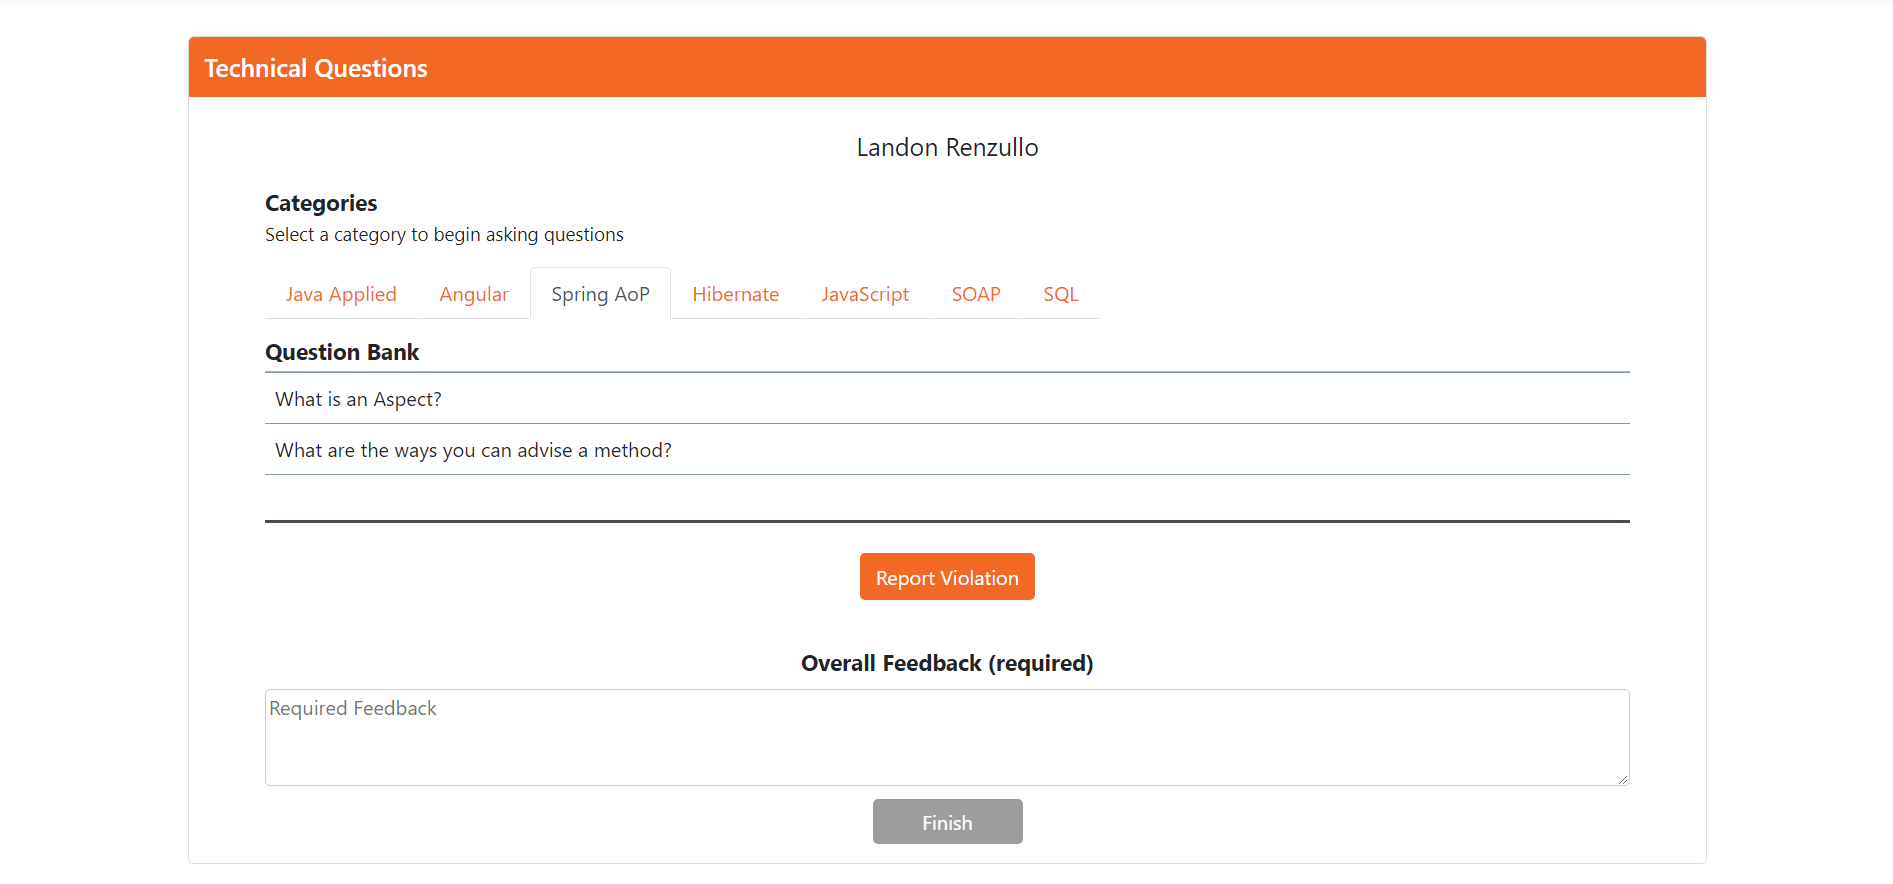 Technical Questions
Landon Renzullo
Categories
Select a category to begin asking questions
Java Applied Angular Spring AoP Hibernate JavaScript SOAP SQL
Question Bank
What is an Aspect?
What are the ways you can advise a method?
Report Violation
Overall Feedback (required)
Required Feedback
Finish